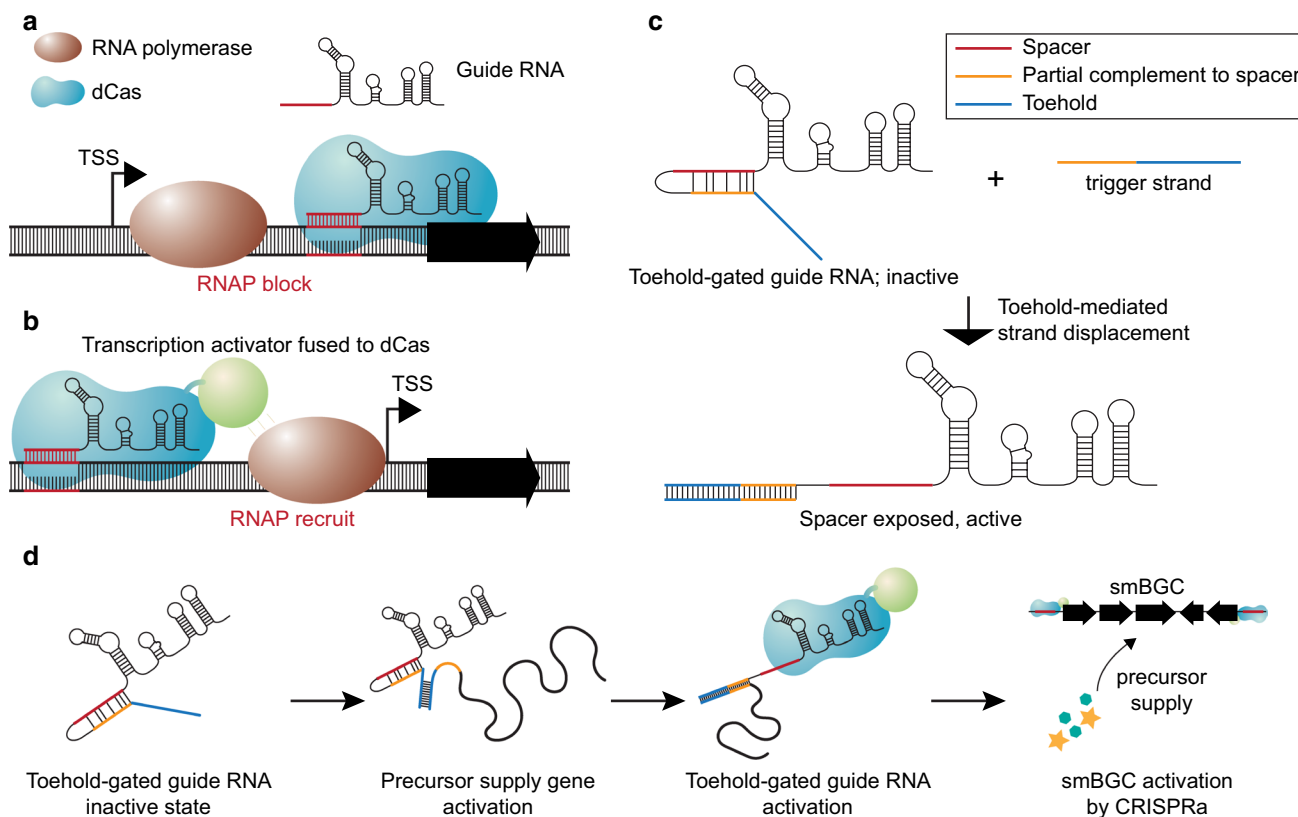 a
RNA polymerase
dCas
Guide RNA
TSS
RNAP block
b
Transcription activator fused to dCas
TSS
RNAP recruit
c
Spacer
Partial complement to spacer
Toehold
+
trigger strand
Toehold-gated guide RNA; inactive
Toehold-mediated
strand displacement
Spacer exposed, active
d
Toehold-gated guide RNA
inactive state
Precursor supply gene
activation
Toehold-gated guide RNA
activation
smBGC
precursor
supply
smBGC activation
by CRISPRa